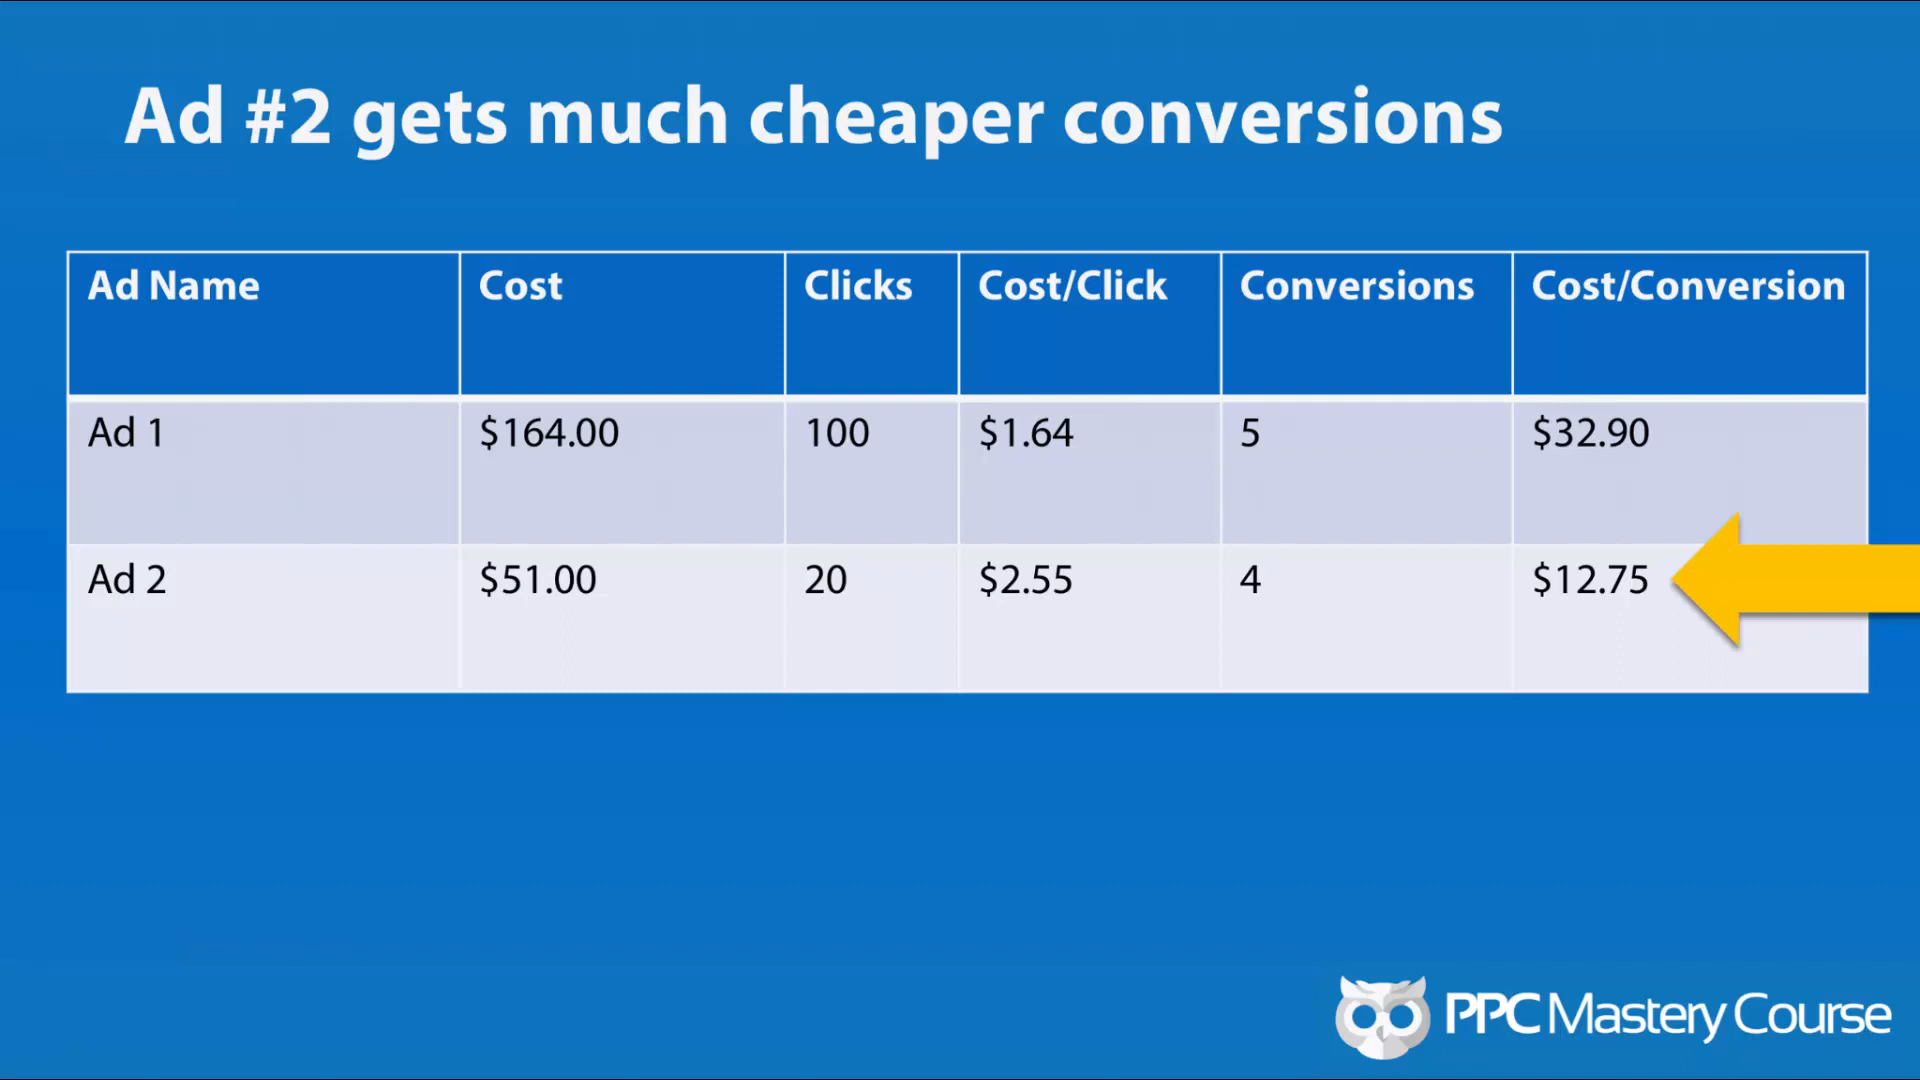 Ad #2 gets much cheaper conversions
Ad Name Cost Clicks Cost/Click Conversions Cost/Conversion
Ad 1 $164.00 100 $1.64 5 $32.90
Ad 2 $51.00 20 $2.55 4 $12.75
PPC Mastery Course